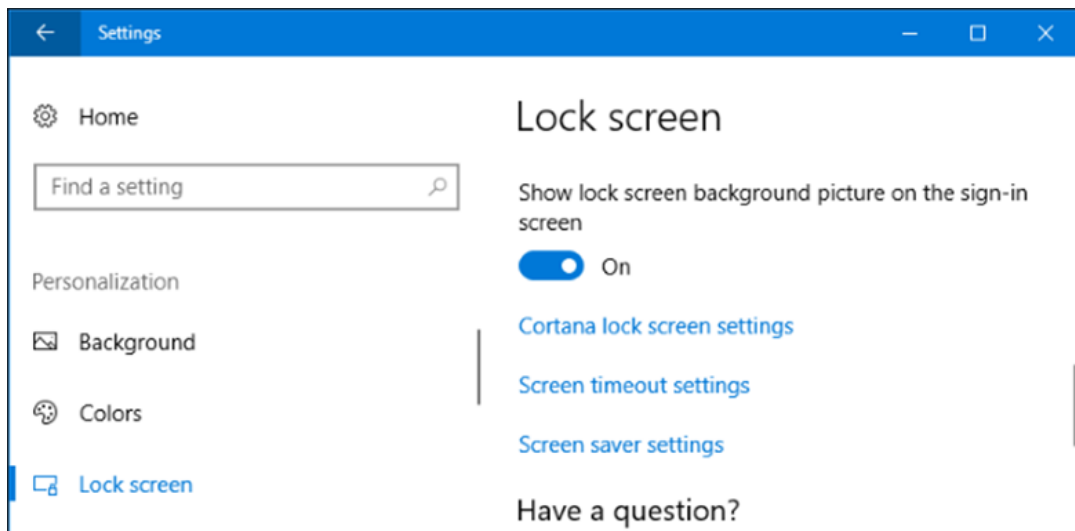 Settings
Home
Find a setting
Personalization
Background
Colors
Lock screen
Lock screen
Show lock screen background picture on the sign-in
screen
On
Cortana lock screen settings
Screen timeout settings
Screen saver settings
Have a question?